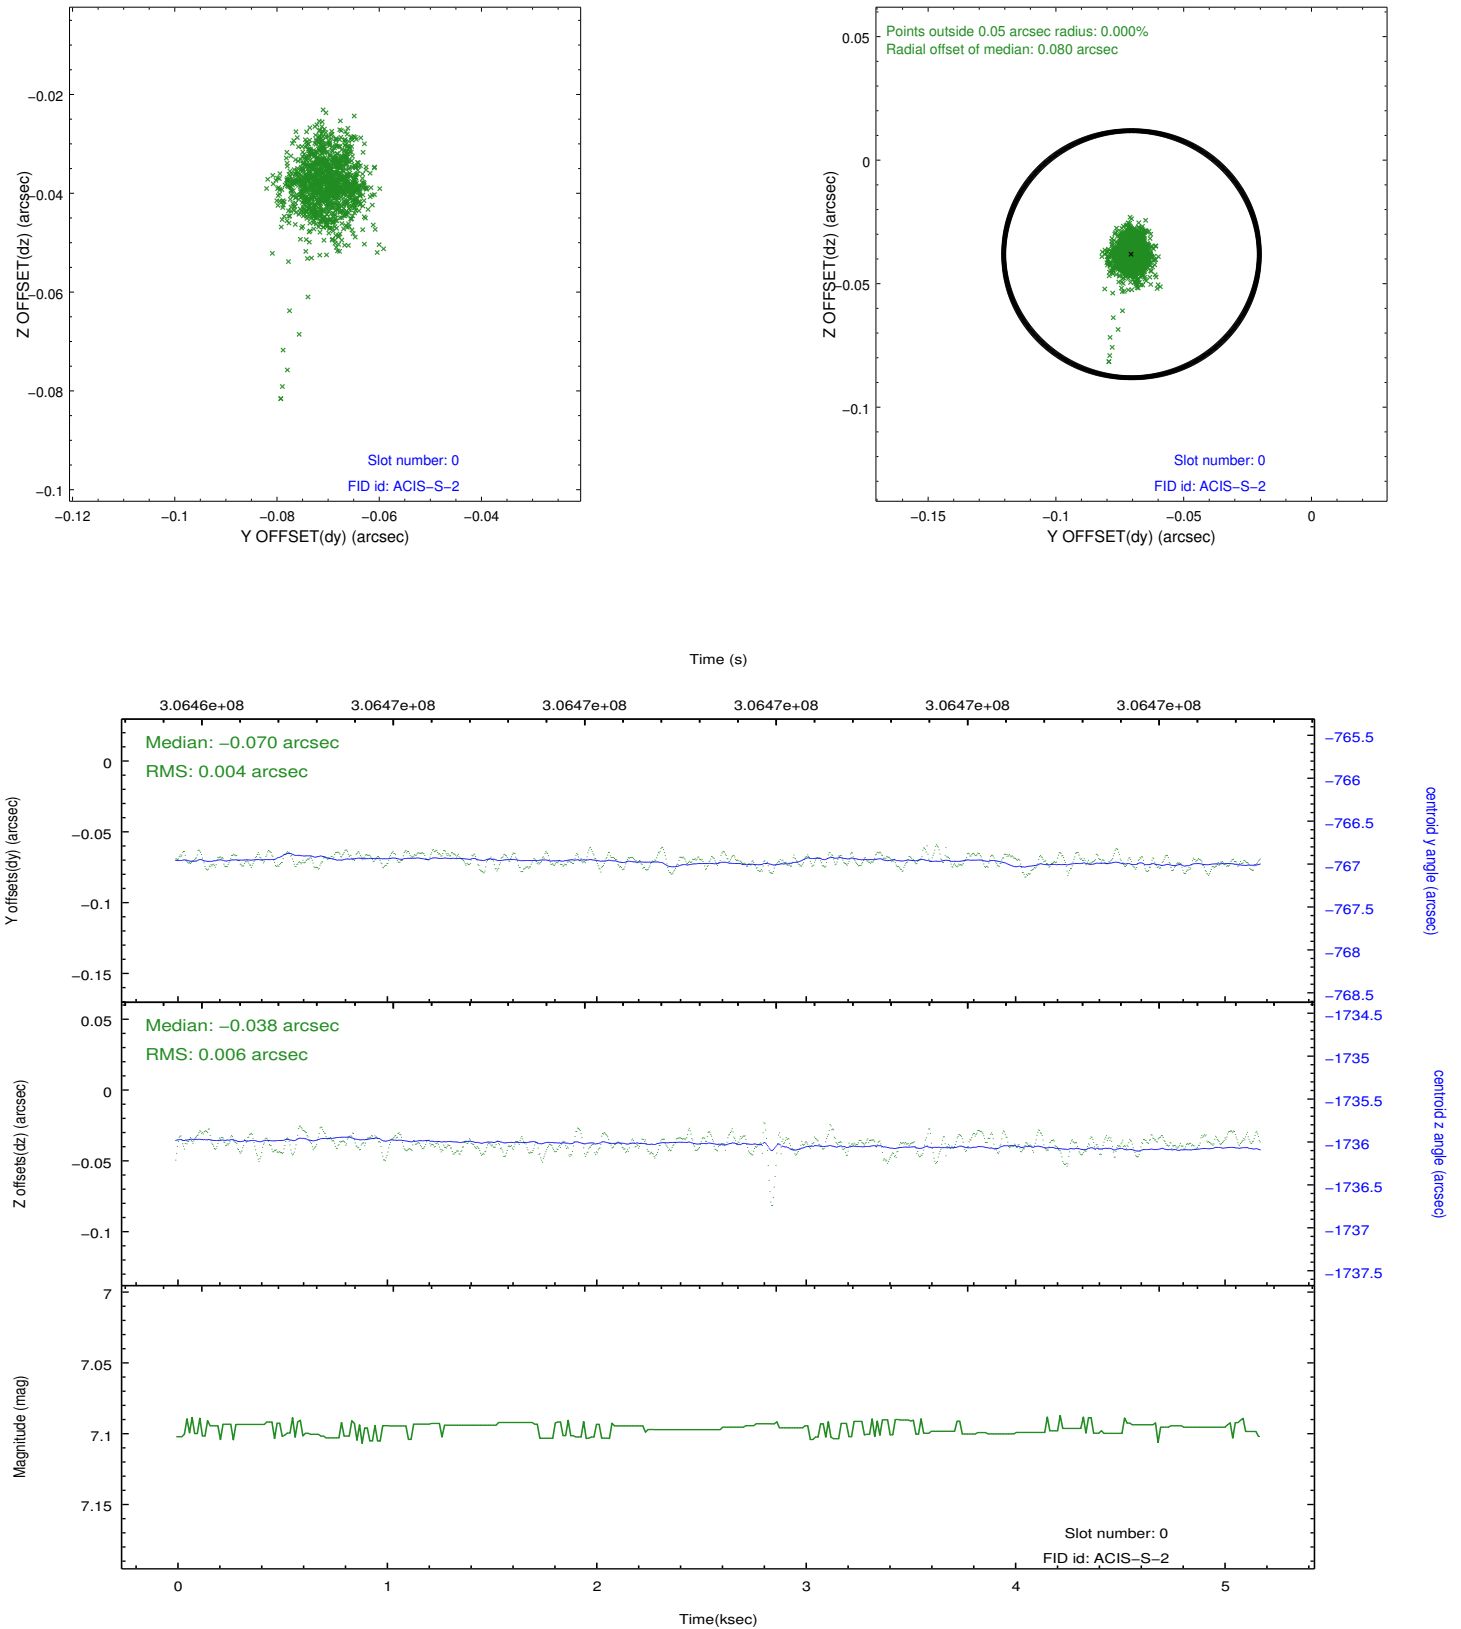 −0.02
−0.04
−0.06
−0.08
−0.1
Z OFFSET(dz) (arcsec)
−0.12
−0.1
−0.08
−0.06
−0.04
Y OFFSET(dy) (arcsec)
Slot number: 0
FID id: ACIS−S−2
Points outside 0.05 arcsec radius: 0.000%
Radial offset of median: 0.080 arcsec
0.05
0
−0.05
−0.1
Z OFFSET(dz) (arcsec)
−0.15
−0.1
−0.05
0
Y OFFSET(dy) (arcsec)
Slot number: 0
FID id: ACIS−S−2
Time (s)
3.0646e+08
3.0647e+08
3.0647e+08
3.0647e+08
3.0647e+08
3.0647e+08
Median: −0.070 arcsec
RMS: 0.004 arcsec
0
−0.05
−0.1
−0.15
Y offsets(dy) (arcsec)
−765.5
−766
−766.5
−767
−767.5
−768
−768.5
centroid y angle (arcsec)
Median: −0.038 arcsec
RMS: 0.006 arcsec
0.05
0
−0.05
−0.1
Z offsets(dz) (arcsec)
−1734.5
−1735
−1735.5
−1736
−1736.5
−1737
−1737.5
centroid z angle (arcsec)
7
7.05
7.1
7.15
Magnitude (mag)
Slot number: 0
FID id: ACIS−S−2
0
1
2
3
4
5
Time(ksec)